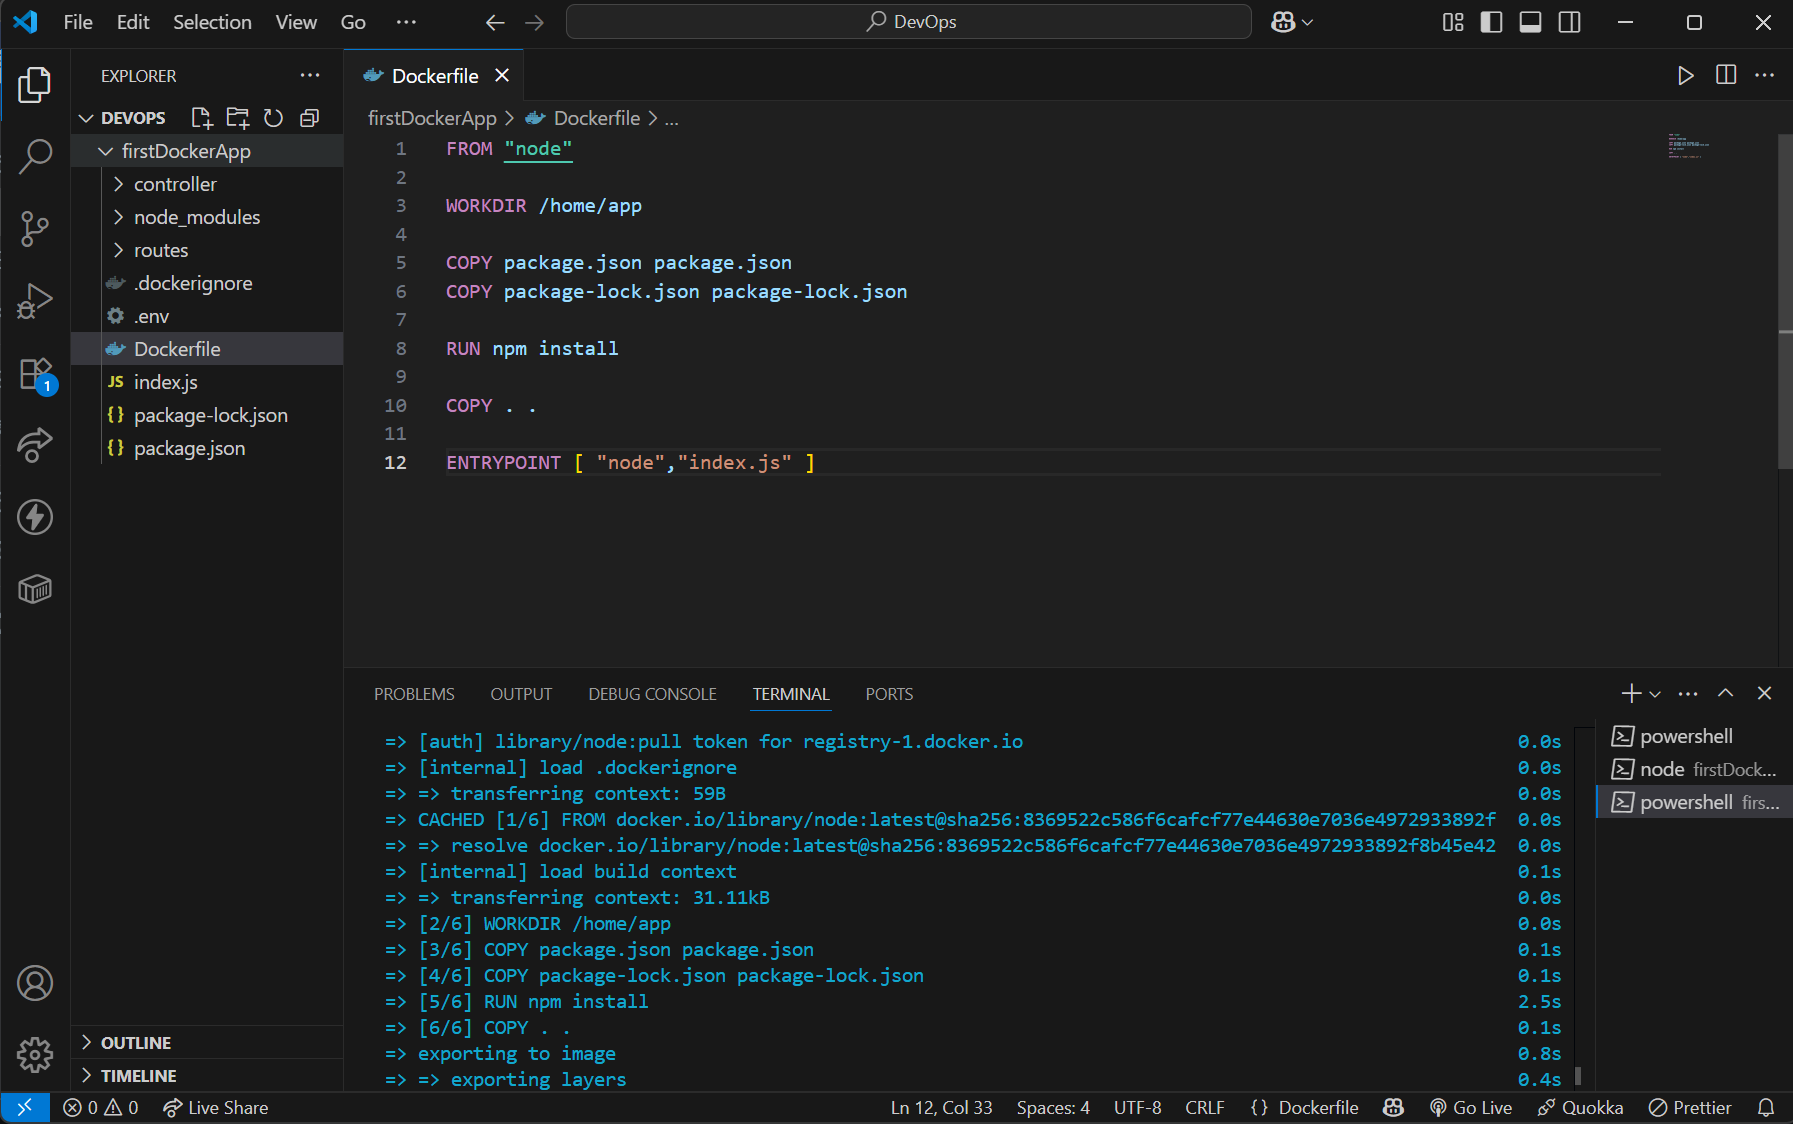 File Edit Selection View Go ··· DevOps
EXPLORER ···
DEVOPS
firstDockerApp
controller
node_modules
routes
.dockerignore
.env
Dockerfile
JS index.js
{} package-lock.json
{} package.json
OUTLINE
TIMELINE
1
Dockerfile
firstDockerApp > Dockerfile > ...
1 FROM "node"
2
3 WORKDIR /home/app
4
5 COPY package.json package.json
6 COPY package-lock.json package-lock.json
7
8 RUN npm install
9
10 COPY . .
11
12 ENTRYPOINT [ "node","index.js" ]
PROBLEMS OUTPUT DEBUG CONSOLE TERMINAL PORTS
=> [auth] library/node:pull token for registry-1.docker.io 0.0s
=> [internal] load .dockerignore 0.0s
=> => transferring context: 59B 0.0s
=> CACHED [1/6] FROM docker.io/library/node:latest@sha256:8369522c586f6cafcf77e44630e7036e4972933892f 0.0s
=> => resolve docker.io/library/node:latest@sha256:8369522c586f6cafcf77e44630e7036e4972933892f8b45e42 0.0s
=> [internal] load build context 0.1s
=> => transferring context: 31.11kB 0.0s
=> [2/6] WORKDIR /home/app 0.0s
=> [3/6] COPY package.json package.json 0.1s
=> [4/6] COPY package-lock.json package-lock.json 0.1s
=> [5/6] RUN npm install 2.5s
=> [6/6] COPY . . 0.1s
=> exporting to image 0.8s
=> => exporting layers 0.4s
powershell
node firstDock...
powershell firs...
0 0 Live Share Ln 12, Col 33 Spaces: 4 UTF-8 CRLF {} Dockerfile Go Live Quokka Prettier